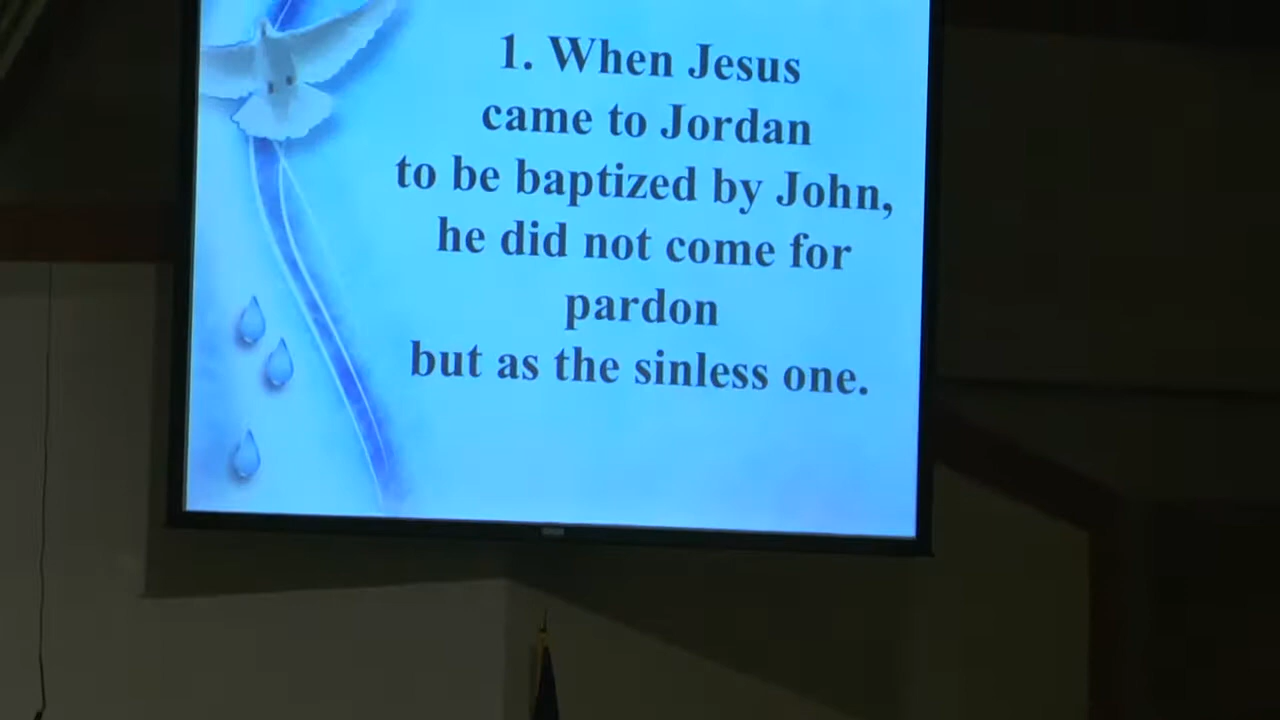 1. When Jesus
came to Jordan
to be baptized by John,
he did not come for
pardon
but as the sinless one.